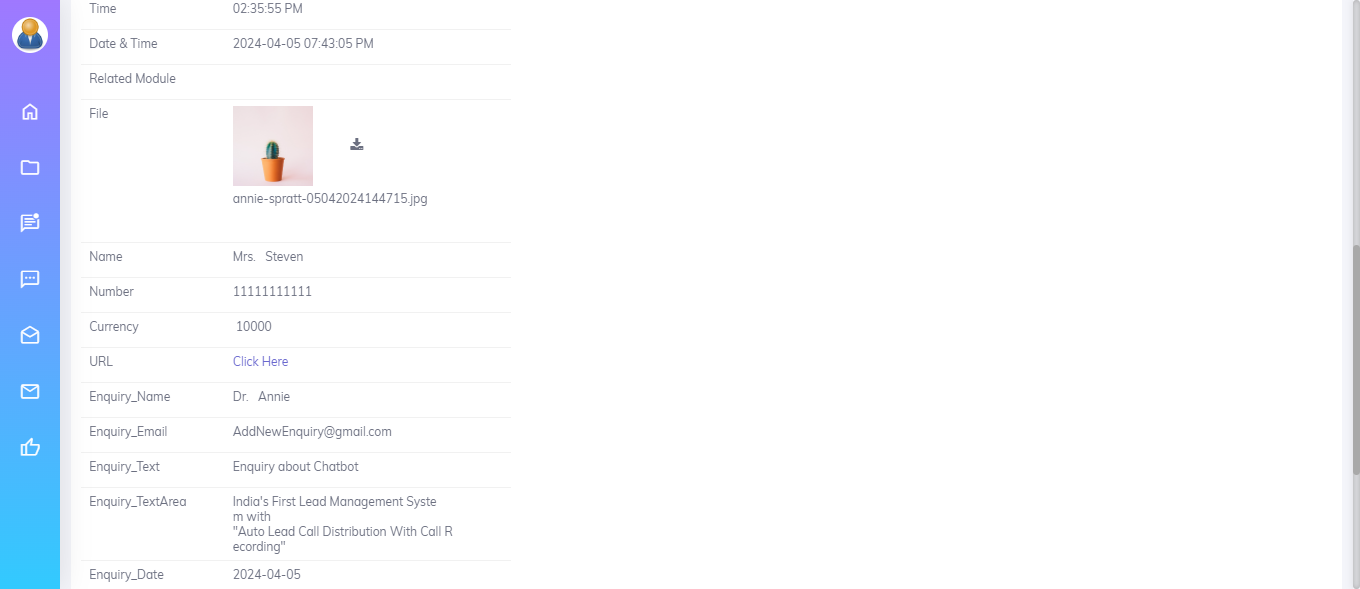 Time 02:35:55 PM
Date & Time 2024-04-05 07:43:05 PM
Related Module
File
annie-spratt-05042024144715.jpg
Name Mrs. Steven
Number 11111111111
Currency 10000
URL Click Here
Enquiry_Name Dr. Annie
Enquiry_Email AddNewEnquiry@gmail.com
Enquiry_Text Enquiry about Chatbot
Enquiry_TextArea India's First Lead Management Syste
m with
"Auto Lead Call Distribution With Call R
ecording"
Enquiry_Date 2024-04-05